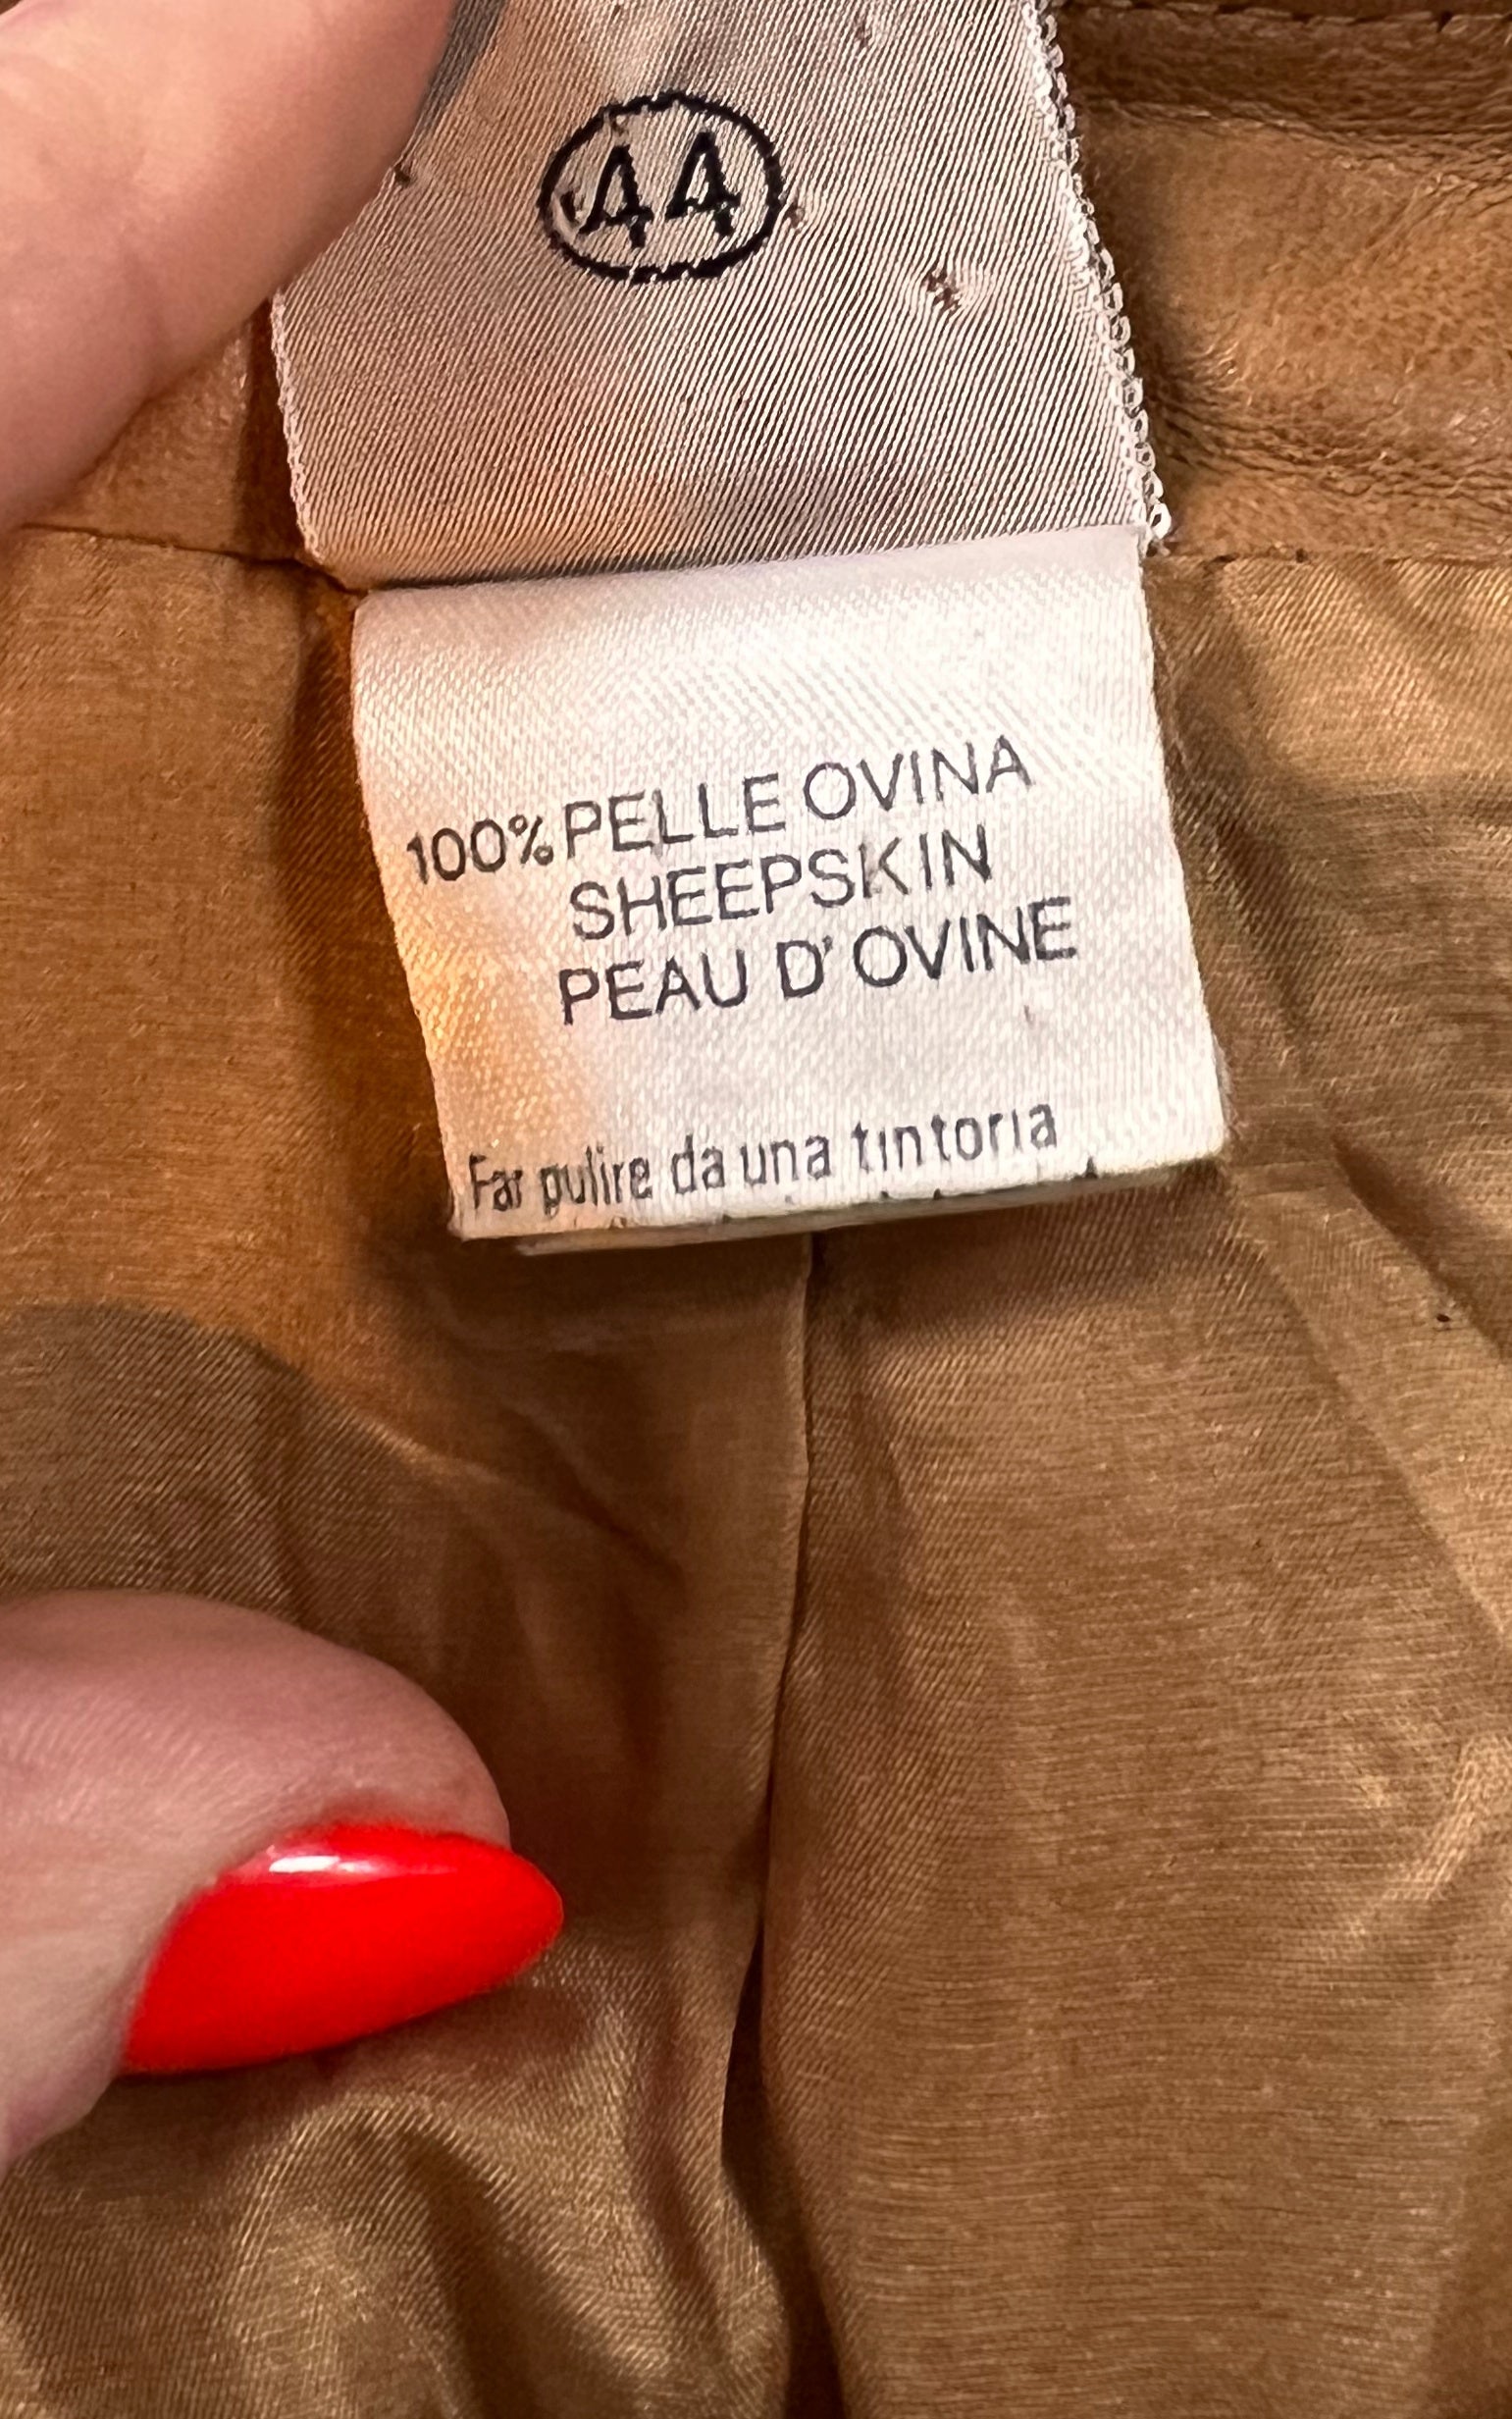 44
100% PELLE OVINA
SHEEPSKIN
PEAU D' OVINE
Far pulire da una tintoria